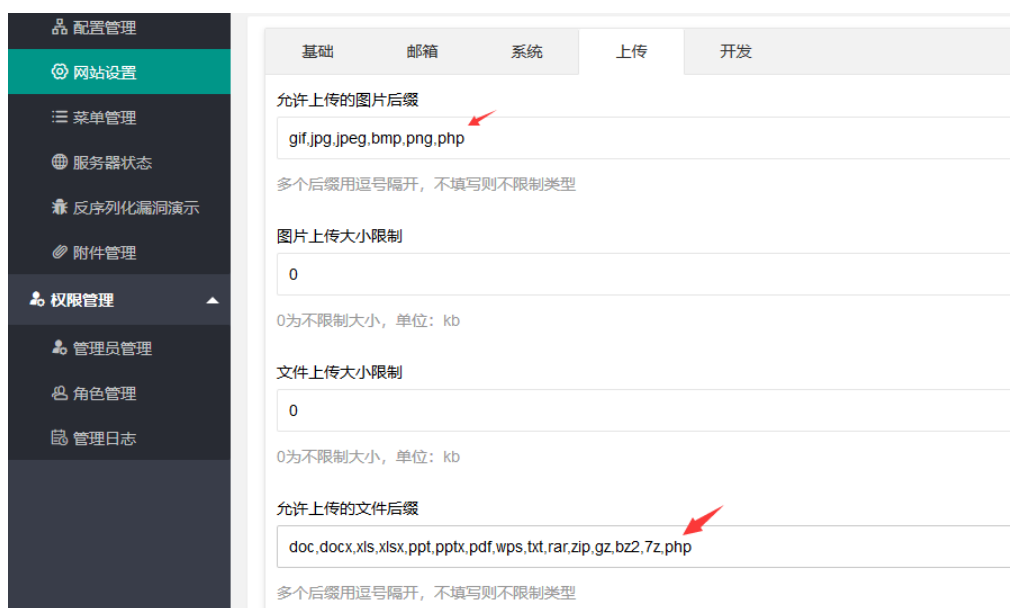 配置管理
网站设置
菜单管理
服务器状态
反序列化漏洞演示
附件管理
权限管理
管理员管理
角色管理
管理日志
基础 邮箱 系统 上传 开发
允许上传的图片后缀
gif,jpg,jpeg,bmp,png,php
多个后缀用逗号隔开，不填写则不限制类型
图片上传大小限制
0
0为不限制大小，单位：kb
文件上传大小限制
0
0为不限制大小，单位：kb
允许上传的文件后缀
doc,docx,xls,xlsx,ppt,pptx,pdf,wps,txt,rar,zip,gz,bz2,7z,php
多个后缀用逗号隔开，不填写则不限制类型